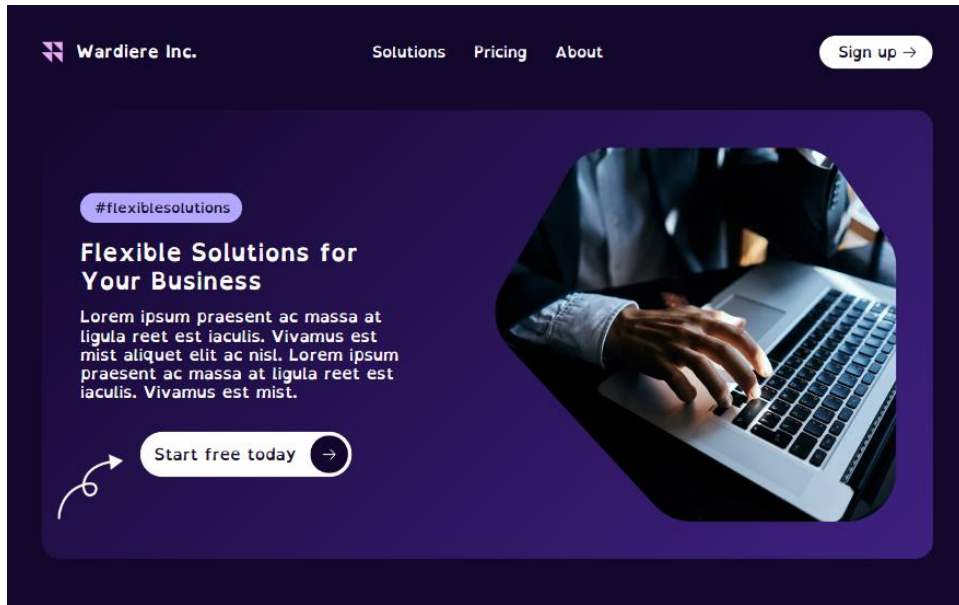 Wardiere Inc.
Solutions Pricing About
Sign up →
#flexiblesolutions
Flexible Solutions for
Your Business
Lorem ipsum praesent ac massa at
ligula reet est iaculis. Vivamus est
mist aliquet elit ac nisl. Lorem ipsum
praesent ac massa at ligula reet est
iaculis. Vivamus est mist.
Start free today →